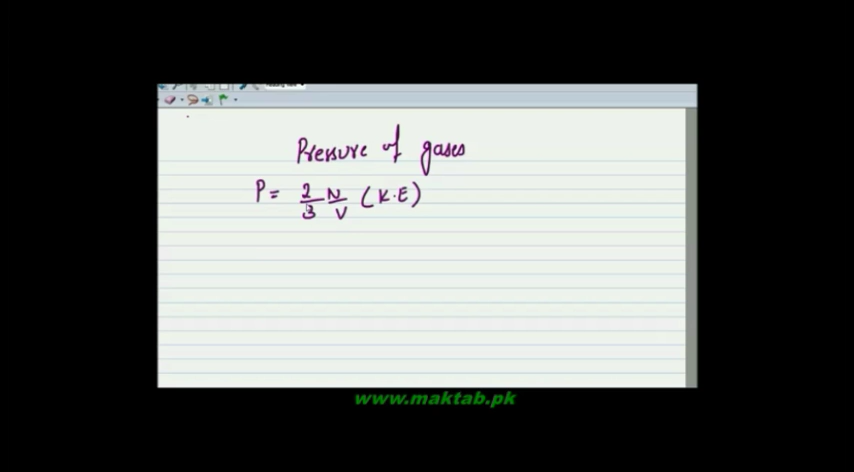 Pressure of gases
P = 2/3 N/V (K.E)
www.maktab.pk